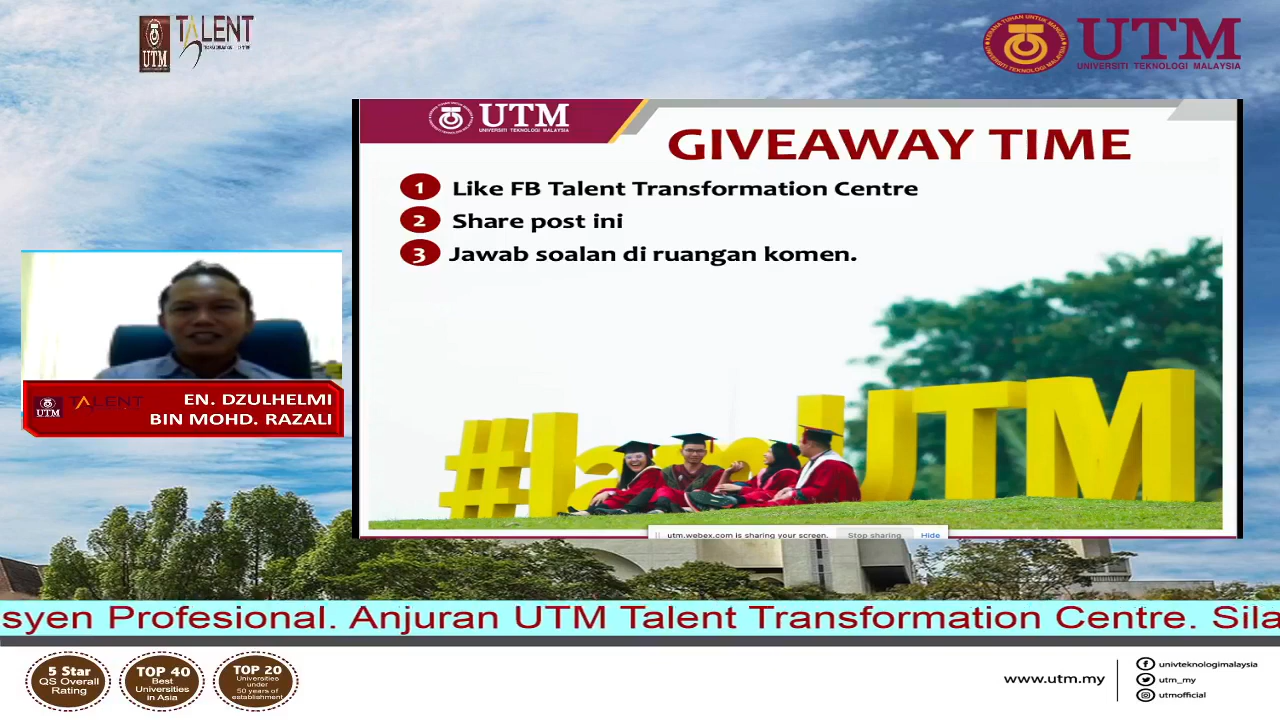 UTM
TALENT
UTM
UNIVERSITI TEKNOLOGI MALAYSIA
UTM
UNIVERSITI TEKNOLOGI MALAYSIA
GIVEAWAY TIME
1 Like FB Talent Transformation Centre
2 Share post ini
3 Jawab soalan di ruangan komen.
#IamUTM
UTM TALENT
EN. DZULHELMI
BIN MOHD. RAZALI
utm.webex.com is sharing your screen. Stop sharing Hide
syen Profesional. Anjuran UTM Talent Transformation Centre. Sila
5 Star
QS Overall
Rating
TOP 40
Best
Universities
in Asia
TOP 20
Universities
under
50 years of
establishment
www.utm.my
univteknologimalaysia
utm_my
utmofficial